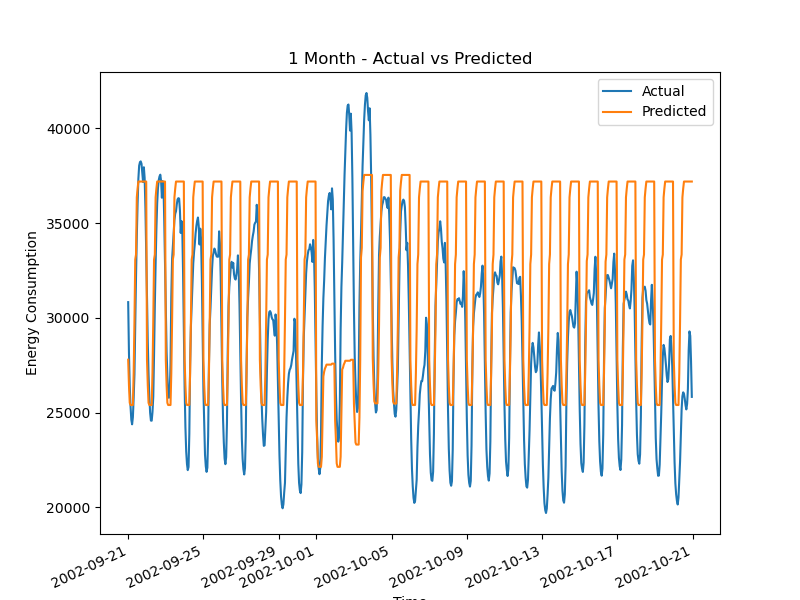 1 Month - Actual vs Predicted
Actual
Predicted
40000
35000
30000
25000
20000
Energy Consumption
2002-09-21
2002-09-25
2002-09-29
2002-10-01
2002-10-05
2002-10-09
2002-10-13
2002-10-17
2002-10-21
Time